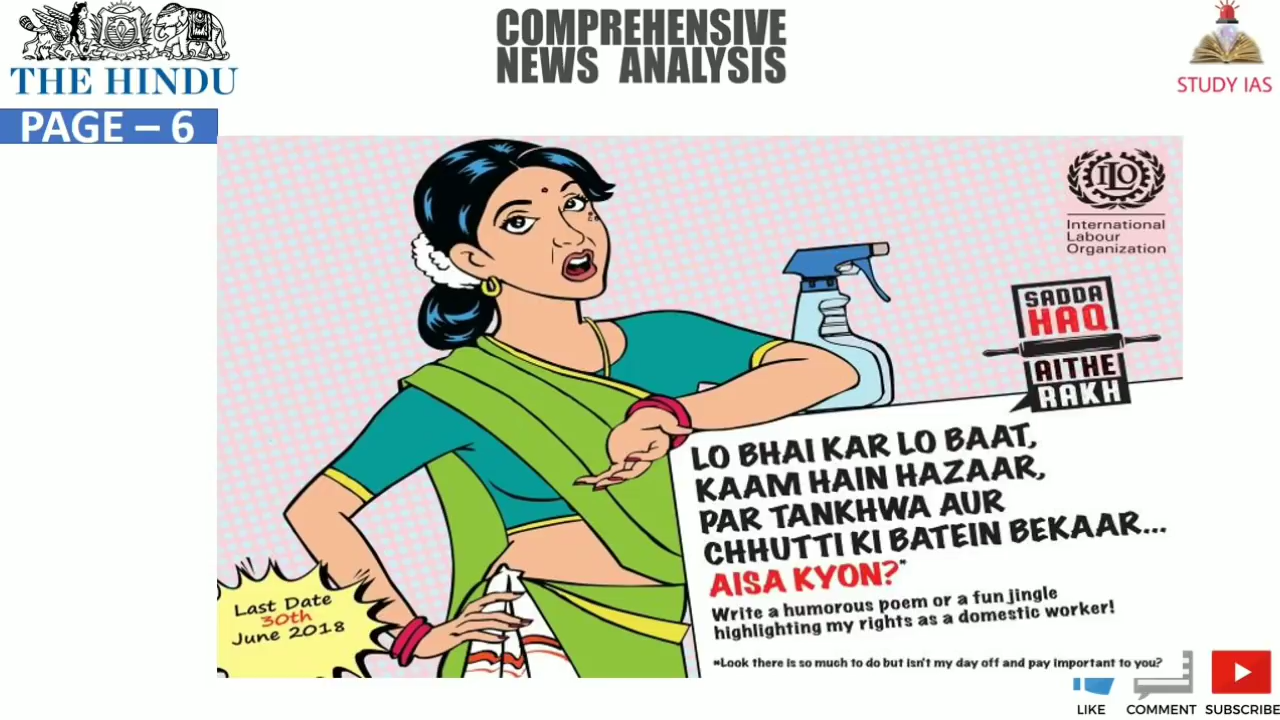 THE HINDU
PAGE – 6
COMPREHENSIVE
NEWS ANALYSIS
STUDY IAS
ILO
International
Labour
Organization
SADDA
HAQ
AITHE
RAKH
LO BHAI KAR LO BAAT,
KAAM HAIN HAZAAR,
PAR TANKHWA AUR
CHHUTTI KI BATEIN BEKAAR...
AISA KYON?*
Write a humorous poem or a fun jingle
highlighting my rights as a domestic worker!
*Look there is so much to do but isn't my day off and pay important to you?
Last Date
30th
June 2018
LIKE
COMMENT
SUBSCRIBE